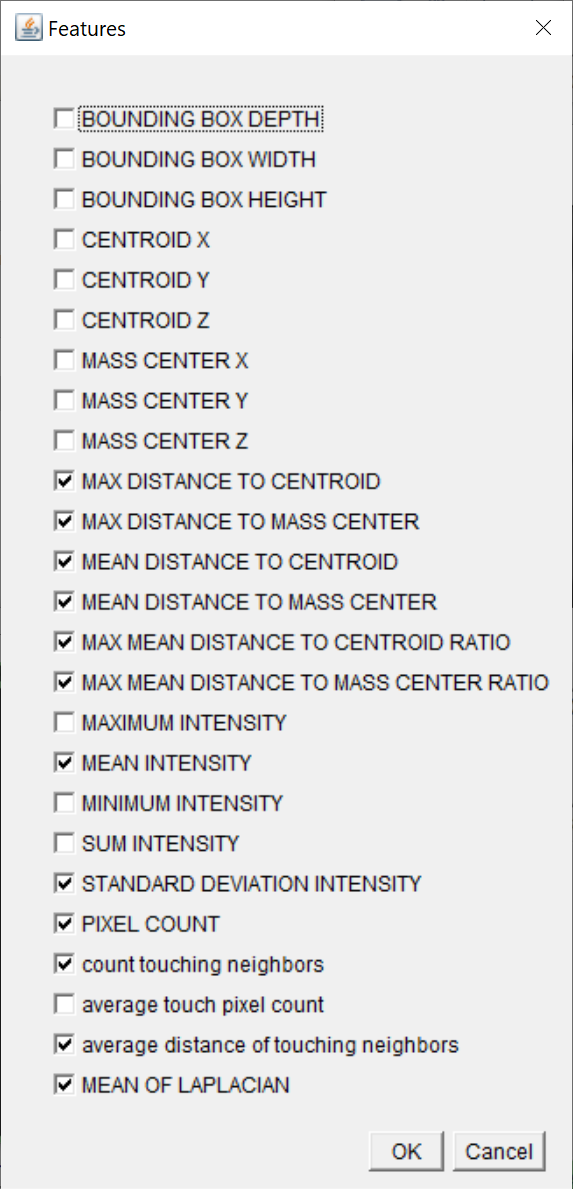 Features
BOUNDING BOX DEPTH
BOUNDING BOX WIDTH
BOUNDING BOX HEIGHT
CENTROID X
CENTROID Y
CENTROID Z
MASS CENTER X
MASS CENTER Y
MASS CENTER Z
MAX DISTANCE TO CENTROID
MAX DISTANCE TO MASS CENTER
MEAN DISTANCE TO CENTROID
MEAN DISTANCE TO MASS CENTER
MAX MEAN DISTANCE TO CENTROID RATIO
MAX MEAN DISTANCE TO MASS CENTER RATIO
MAXIMUM INTENSITY
MEAN INTENSITY
MINIMUM INTENSITY
SUM INTENSITY
STANDARD DEVIATION INTENSITY
PIXEL COUNT
count touching neighbors
average touch pixel count
average distance of touching neighbors
MEAN OF LAPLACIAN
OK Cancel